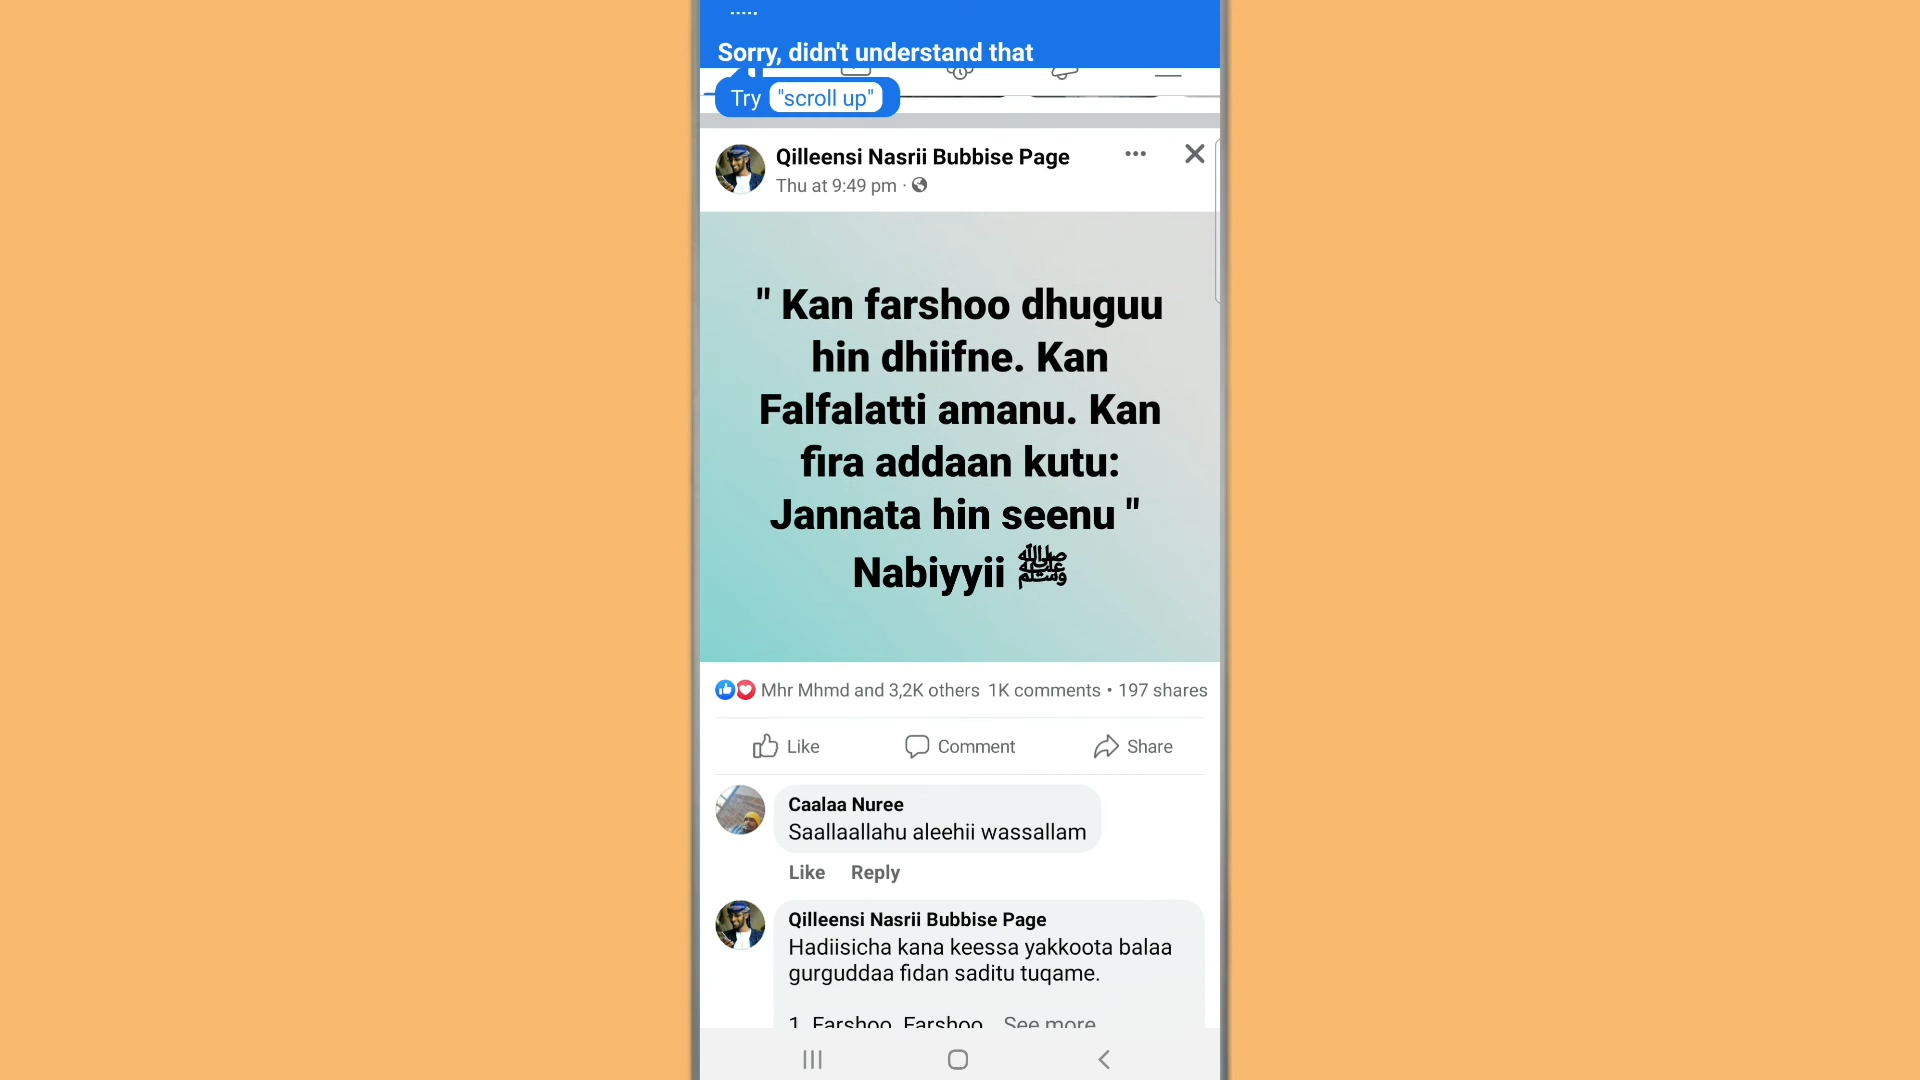 Sorry, didn't understand that
Try "scroll up"
Qilleensi Nasrii Bubbise Page
Thu at 9:49 pm ·
" Kan farshoo dhuguu
hin dhiifne. Kan
Falfalatti amanu. Kan
fira addaan kutu:
Jannata hin seenu "
Nabiyyii ﷺ
Mhr Mhmd and 3,2K others 1K comments • 197 shares
Like Comment Share
Caalaa Nuree
Saallaallahu aleehii wassallam
Like Reply
Qilleensi Nasrii Bubbise Page
Hadiisicha kana keessa yakkoota balaa
gurguddaa fidan saditu tuqame.
1. Farshoo. Farshoo... See more